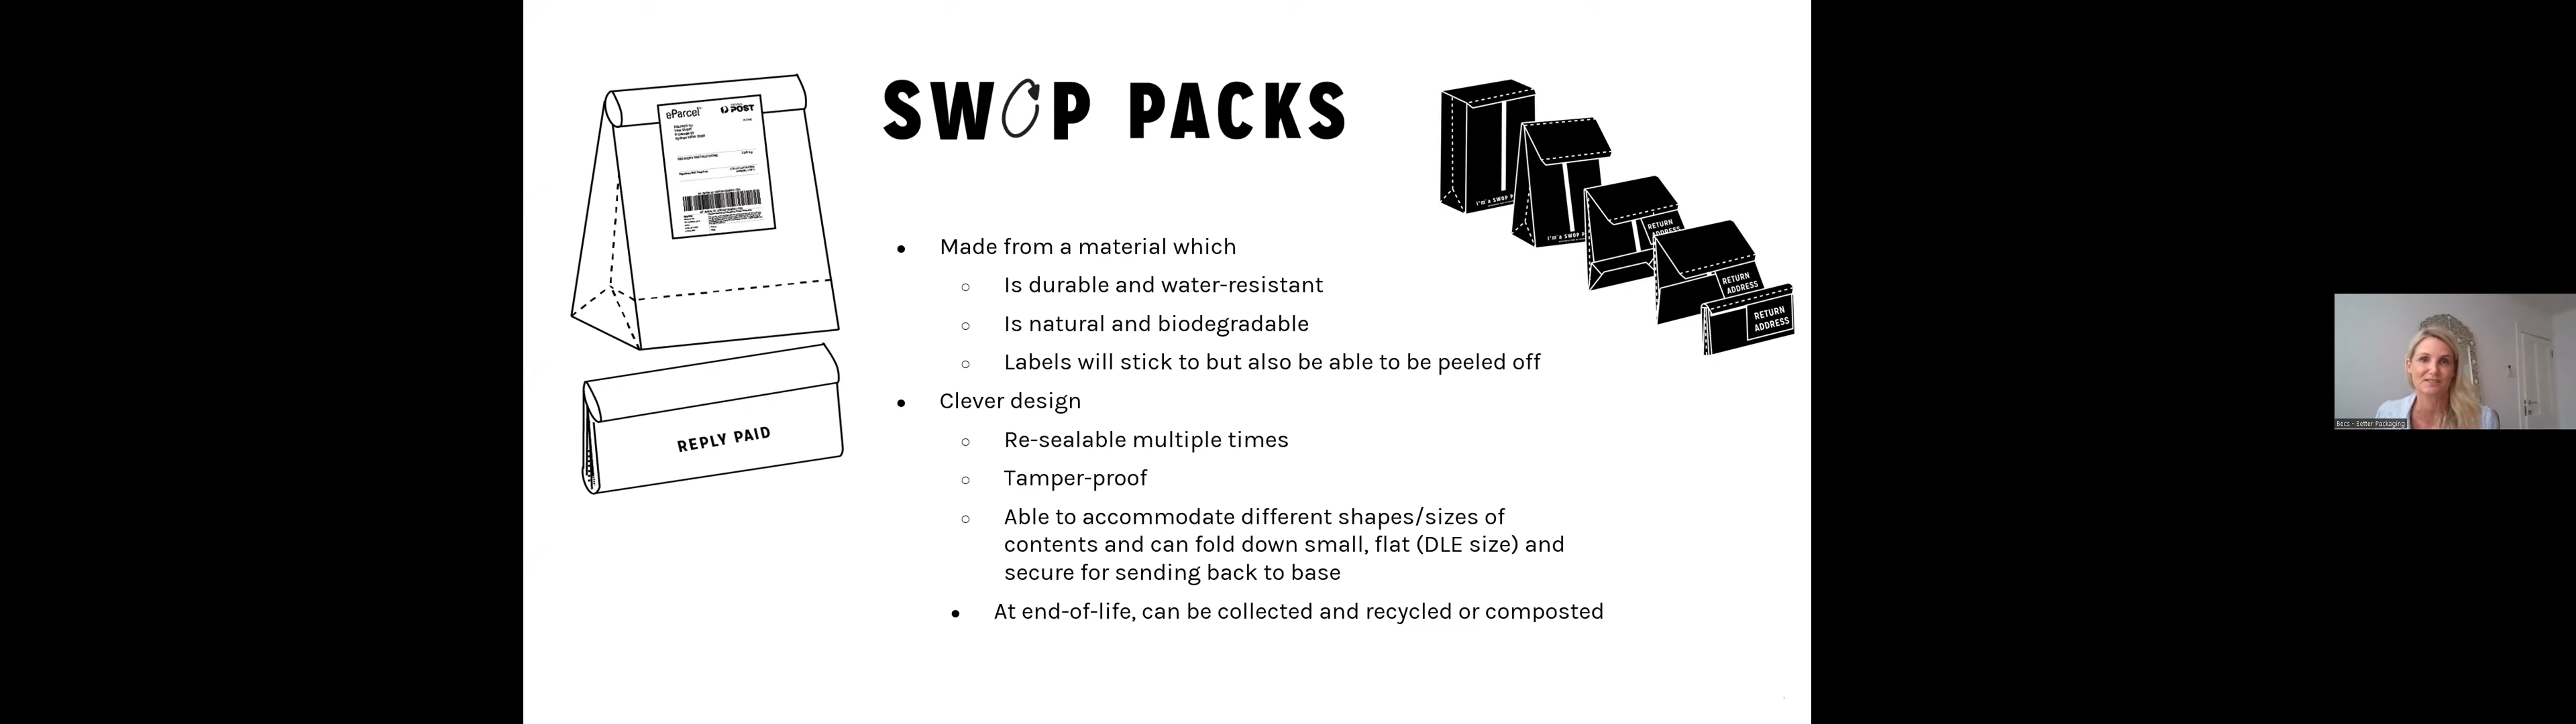 SWOP PACKS
eParcel
POST
REPLY PAID
I'm a SWOP P
I'm a SWOP P
RETURN
ADDRESS
RETURN
ADDRESS
RETURN
ADDRESS
• Made from a material which
○ Is durable and water-resistant
○ Is natural and biodegradable
○ Labels will stick to but also be able to be peeled off
• Clever design
○ Re-sealable multiple times
○ Tamper-proof
○ Able to accommodate different shapes/sizes of
contents and can fold down small, flat (DLE size) and
secure for sending back to base
• At end-of-life, can be collected and recycled or composted
Becs - Better Packaging